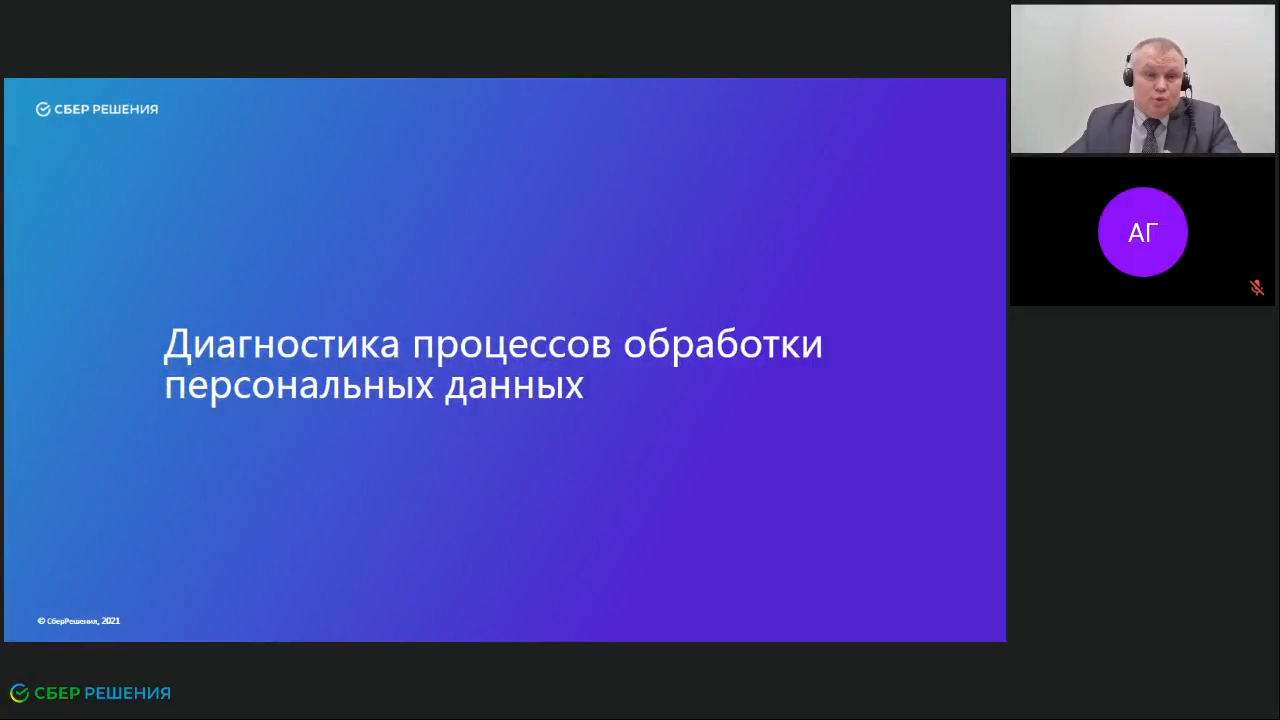 СБЕР РЕШЕНИЯ
Диагностика процессов обработки
персональных данных
© СберРешения, 2021
АГ
СБЕР РЕШЕНИЯ